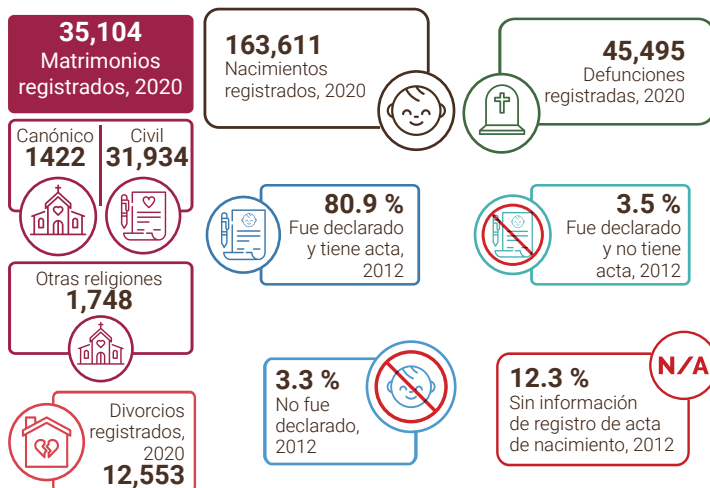 35,104
Matrimonios
registrados, 2020
Canónico
1422
Civil
31,934
Otras religiones
1,748
Divorcios
registrados,
2020
12,553
163,611
Nacimientos
registrados, 2020
45,495
Defunciones
registradas, 2020
80.9 %
Fue declarado
y tiene acta,
2012
3.5 %
Fue declarado
y no tiene
acta, 2012
3.3 %
No fue
declarado,
2012
N/A
12.3 %
Sin información
de registro de acta
de nacimiento, 2012